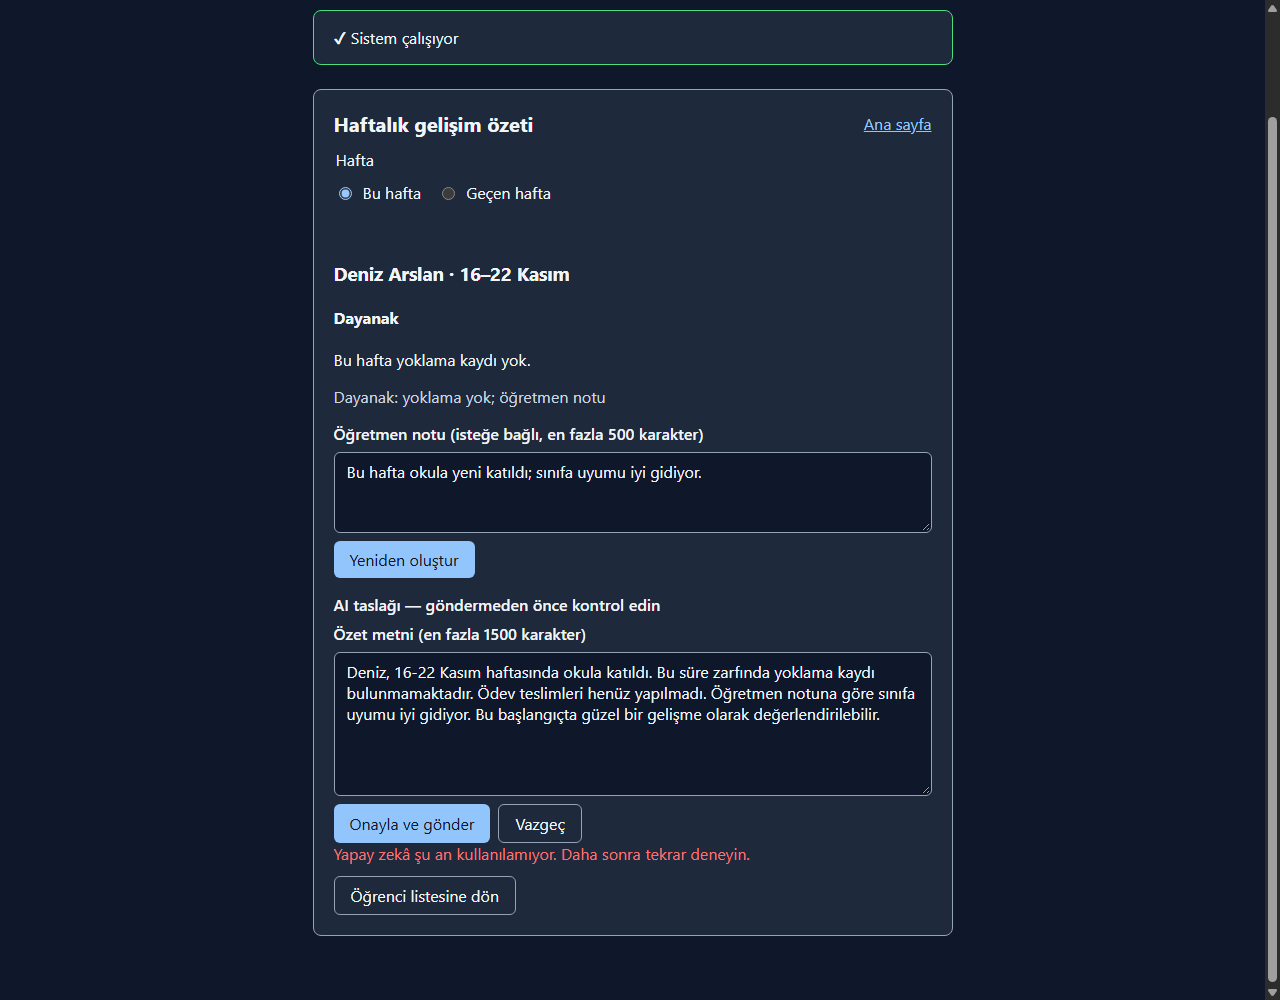 ✓ Sistem çalışıyor
Haftalık gelişim özeti
Ana sayfa
Hafta
Bu hafta
Geçen hafta
Deniz Arslan · 16–22 Kasım
Dayanak
Bu hafta yoklama kaydı yok.
Dayanak: yoklama yok; öğretmen notu
Öğretmen notu (isteğe bağlı, en fazla 500 karakter)
Bu hafta okula yeni katıldı; sınıfa uyumu iyi gidiyor.
Yeniden oluştur
AI taslağı — göndermeden önce kontrol edin
Özet metni (en fazla 1500 karakter)
Deniz, 16-22 Kasım haftasında okula katıldı. Bu süre zarfında yoklama kaydı
bulunmamaktadır. Ödev teslimleri henüz yapılmadı. Öğretmen notuna göre sınıfa
uyumu iyi gidiyor. Bu başlangıçta güzel bir gelişme olarak değerlendirilebilir.
Onayla ve gönder
Vazgeç
Yapay zekâ şu an kullanılamıyor. Daha sonra tekrar deneyin.
Öğrenci listesine dön